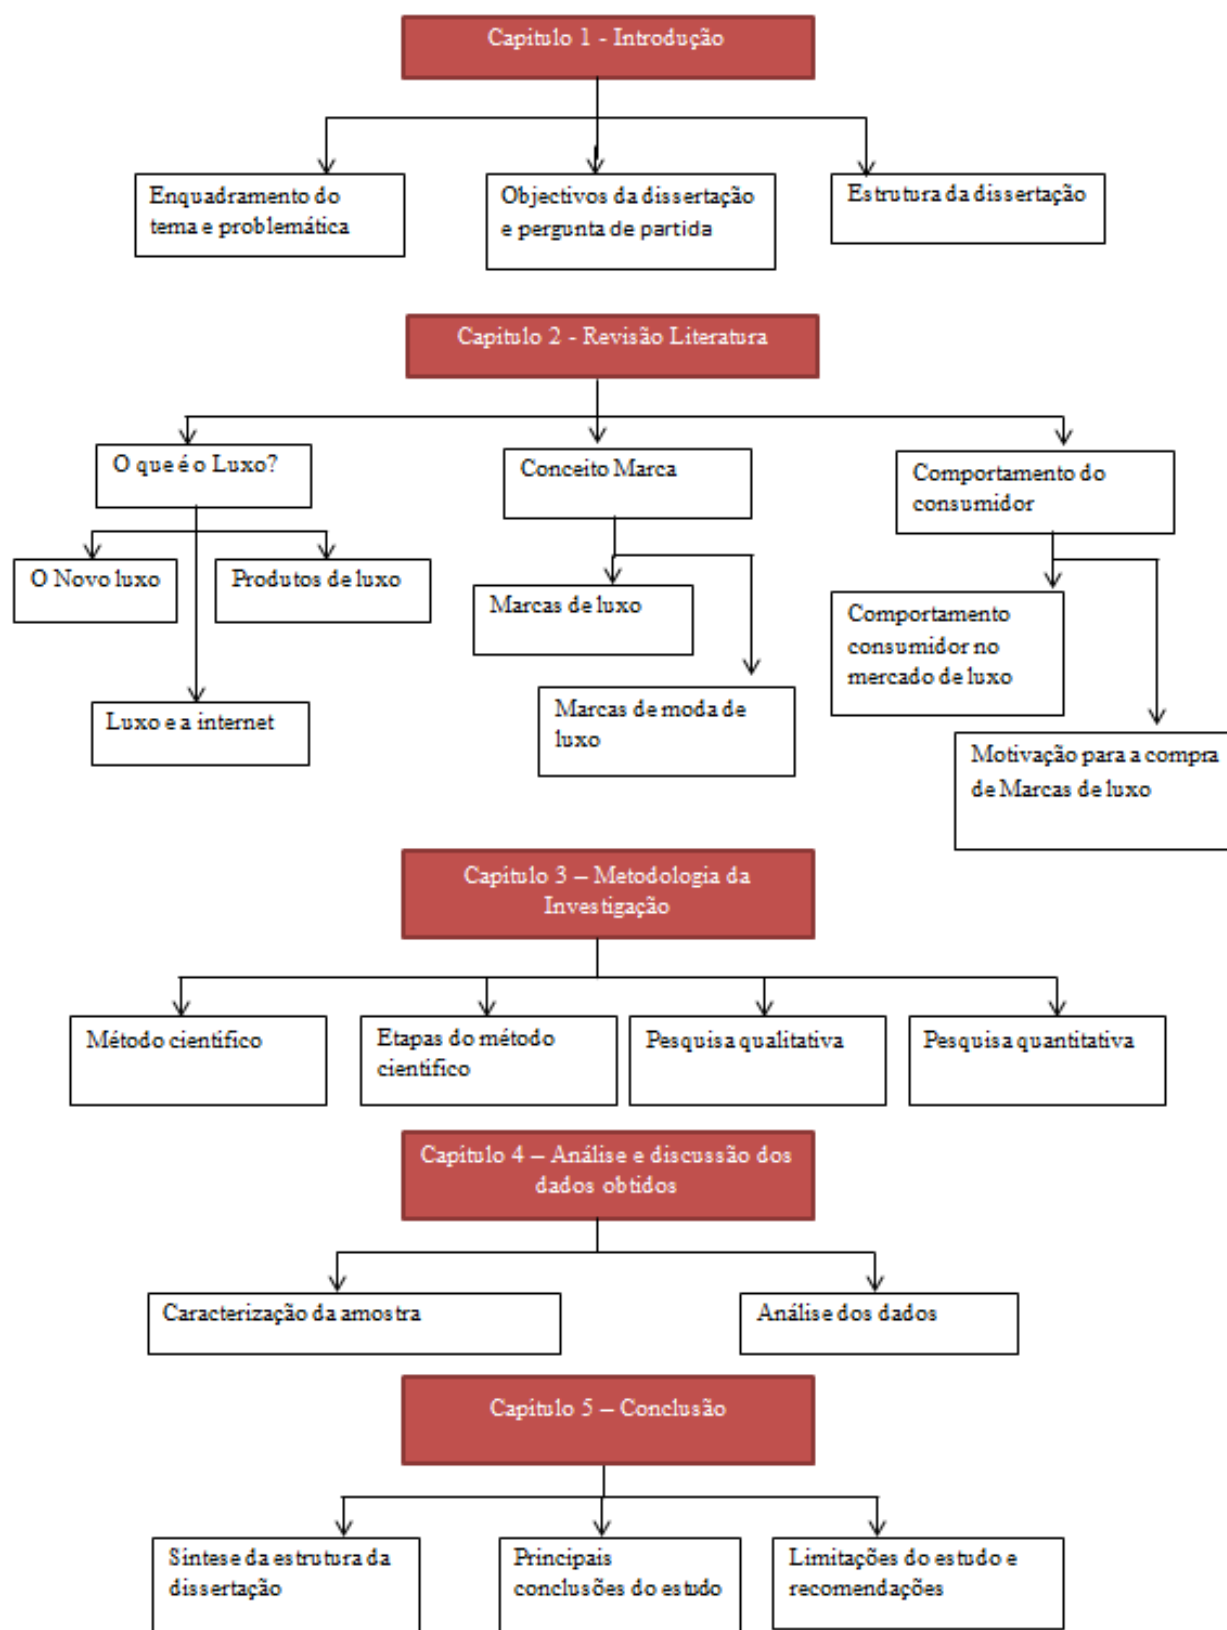 Capitulo 1 - Introdução
Enquadramento do
tema e problemática
Objectivos da dissertação
e pergunta de partida
Estrutura da dissertação
Capitulo 2 - Revisão Literatura
O que é o Luxo?
Conceito Marca
Comportamento do
consumidor
O Novo luxo
Produtos de luxo
Marcas de luxo
Comportamento
consumidor no
mercado de luxo
Luxo e a internet
Marcas de moda de
luxo
Motivação para a compra
de Marcas de luxo
Capítulo 3 – Metodologia da
Investigação
Método cientifico
Etapas do método
cientifico
Pesquisa qualitativa
Pesquisa quantitativa
Capítulo 4 – Análise e discussão dos
dados obtidos
Caracterização da amostra
Análise dos dados
Capítulo 5 – Conclusão
Síntese da estrutura da
dissertação
Principais
conclusões do estudo
Limitações do estudo e
recomendações